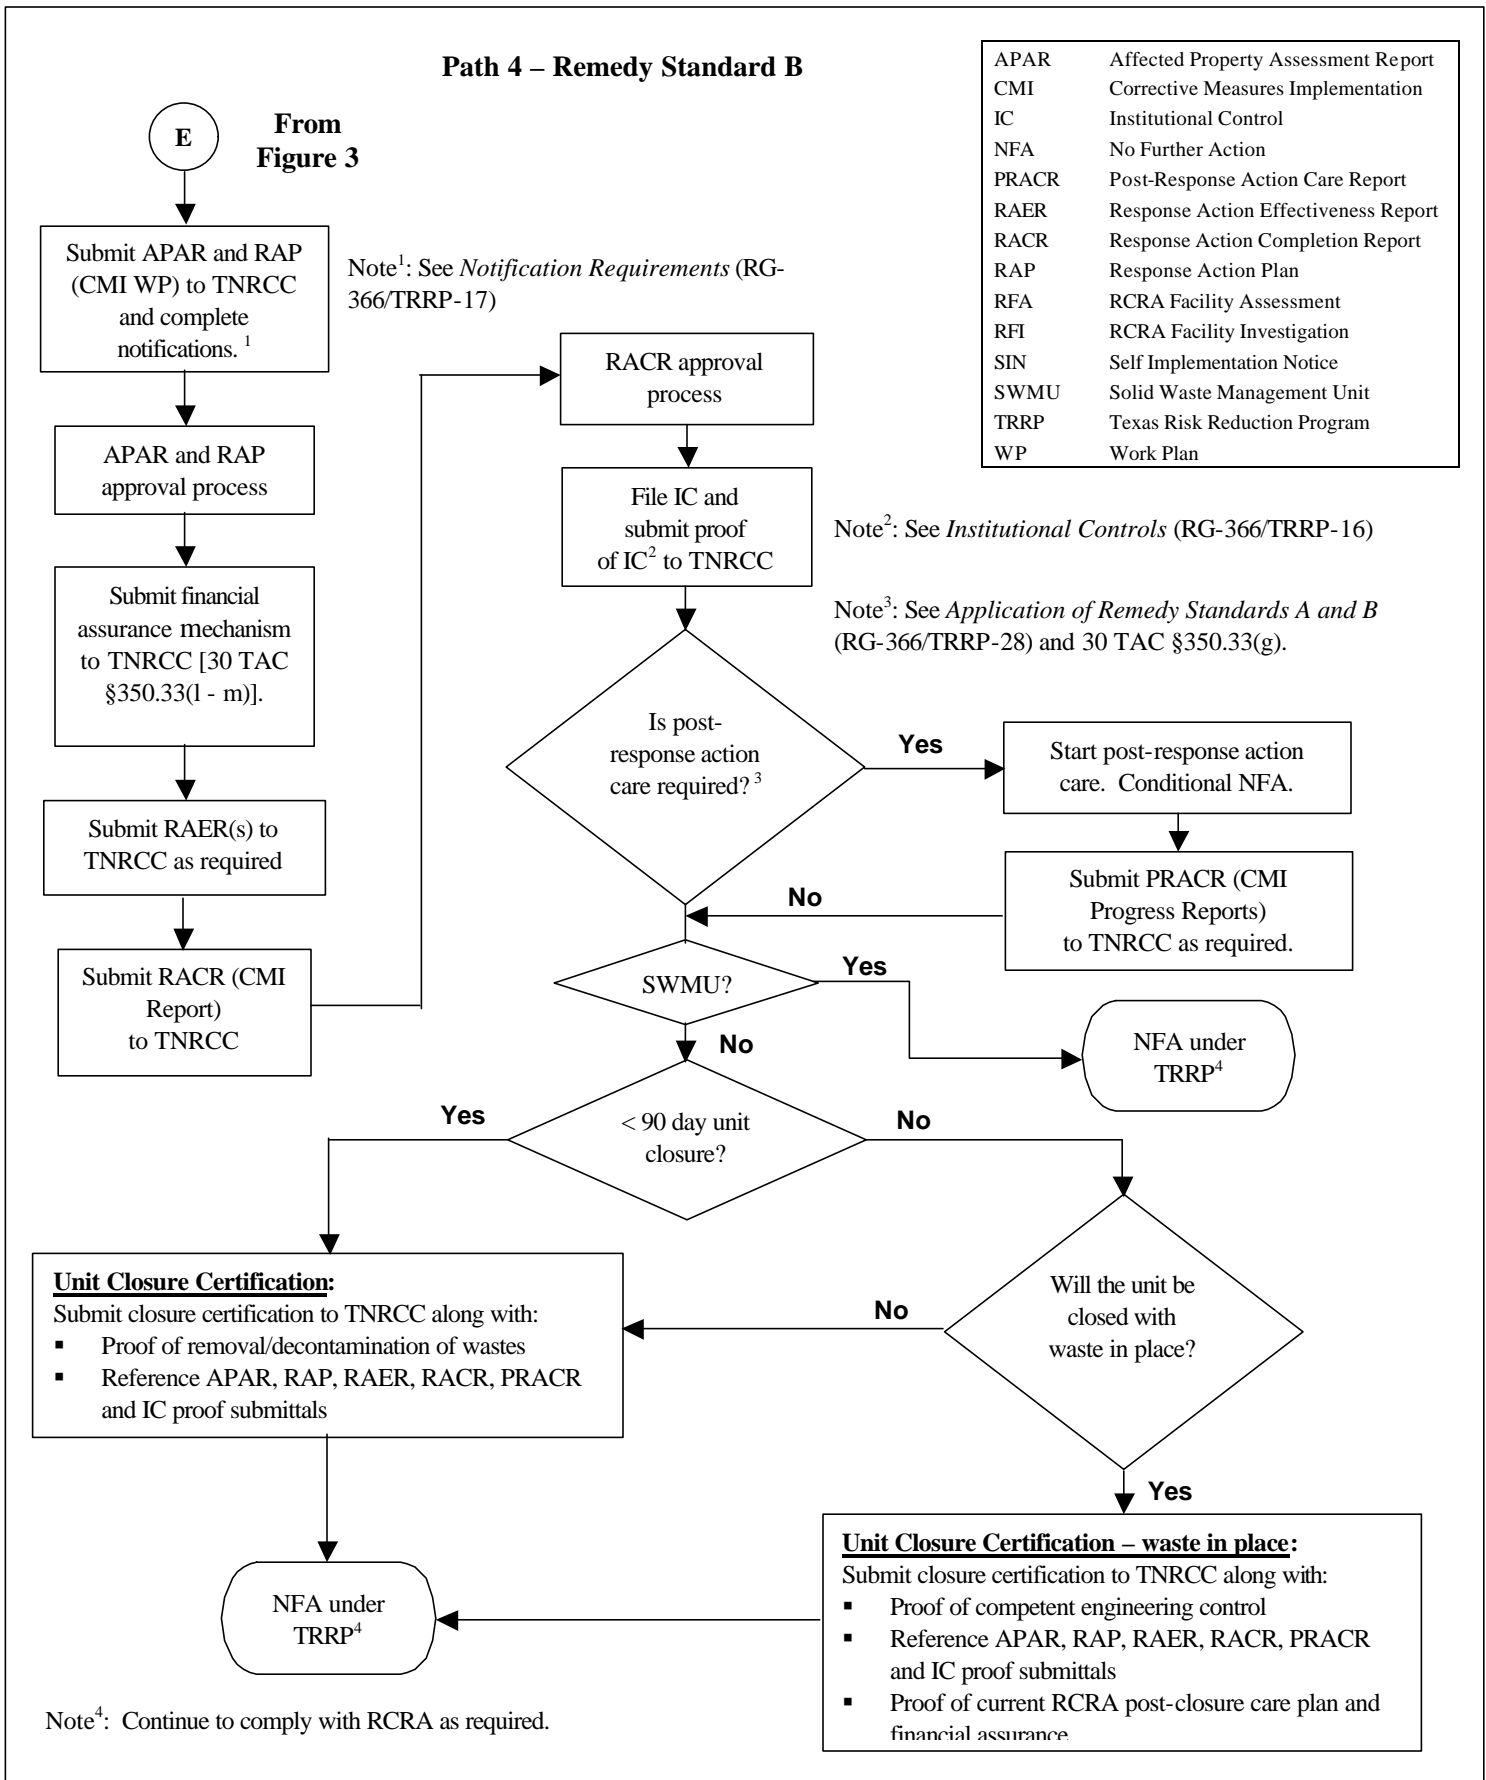 Path 4 – Remedy Standard B
APAR Affected Property Assessment Report
CMI Corrective Measures Implementation
IC Institutional Control
NFA No Further Action
PRACR Post-Response Action Care Report
RAER Response Action Effectiveness Report
RACR Response Action Completion Report
RAP Response Action Plan
RFA RCRA Facility Assessment
RFI RCRA Facility Investigation
SIN Self Implementation Notice
SWMU Solid Waste Management Unit
TRRP Texas Risk Reduction Program
WP Work Plan
E
From
Figure 3
Submit APAR and RAP
(CMI WP) to TNRCC
and complete
notifications. 1
Note1: See Notification Requirements (RG-
366/TRRP-17)
APAR and RAP
approval process
Submit financial
assurance mechanism
to TNRCC [30 TAC
§350.33(l - m)].
Submit RAER(s) to
TNRCC as required
Submit RACR (CMI
Report)
to TNRCC
RACR approval
process
File IC and
submit proof
of IC2 to TNRCC
Note2: See Institutional Controls (RG-366/TRRP-16)
Note3: See Application of Remedy Standards A and B
(RG-366/TRRP-28) and 30 TAC §350.33(g).
Is post-
response action
care required? 3
Yes
Start post-response action
care. Conditional NFA.
Submit PRACR (CMI
Progress Reports)
to TNRCC as required.
No
SWMU?
Yes
NFA under
TRRP4
No
< 90 day unit
closure?
Yes
No
Will the unit be
closed with
waste in place?
No
Yes
Unit Closure Certification:
Submit closure certification to TNRCC along with:
▪ Proof of removal/decontamination of wastes
▪ Reference APAR, RAP, RAER, RACR, PRACR
and IC proof submittals
Unit Closure Certification – waste in place:
Submit closure certification to TNRCC along with:
▪ Proof of competent engineering control
▪ Reference APAR, RAP, RAER, RACR, PRACR
and IC proof submittals
▪ Proof of current RCRA post-closure care plan and
financial assurance
NFA under
TRRP4
Note4: Continue to comply with RCRA as required.